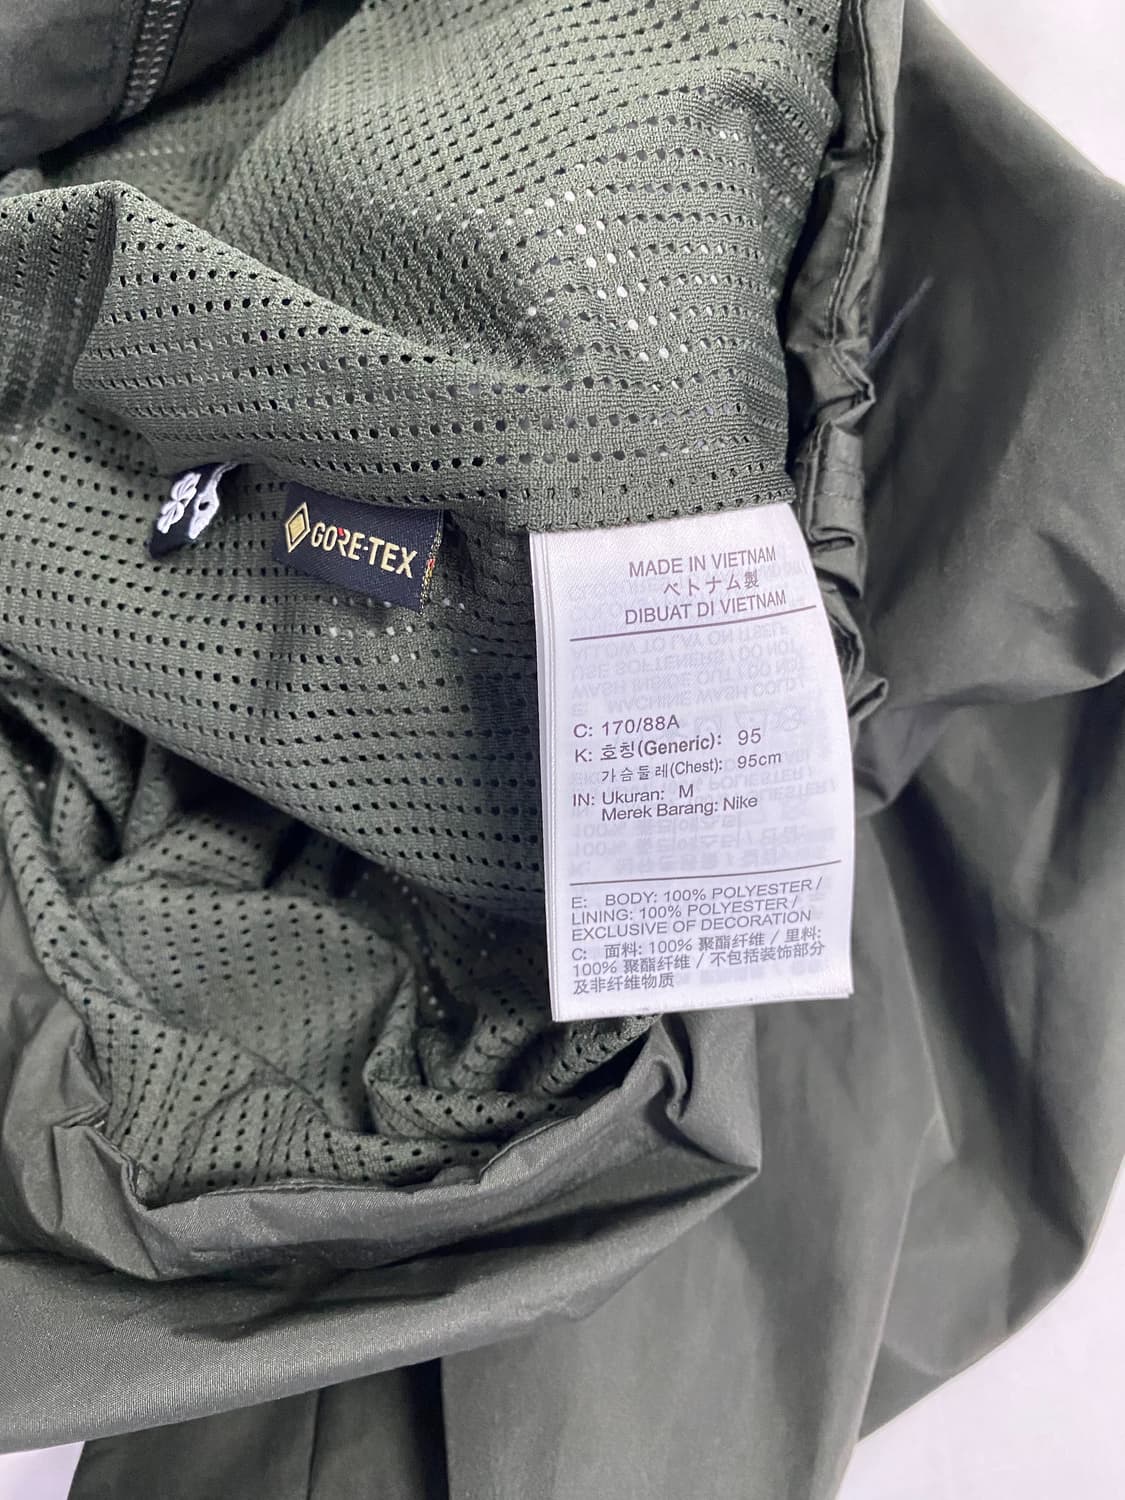 GORE-TEX
MADE IN VIETNAM
ベトナム製
DIBUAT DI VIETNAM
C: 170/88A
K: 호칭(Generic): 95
가슴둘레(Chest): 95cm
IN: Ukuran: M
Merek Barang: Nike
E: BODY: 100% POLYESTER /
LINING: 100% POLYESTER /
EXCLUSIVE OF DECORATION
C: 面料: 100% 聚酯纤维 / 里料:
100% 聚酯纤维 / 不包括装饰部分
及非纤维物质